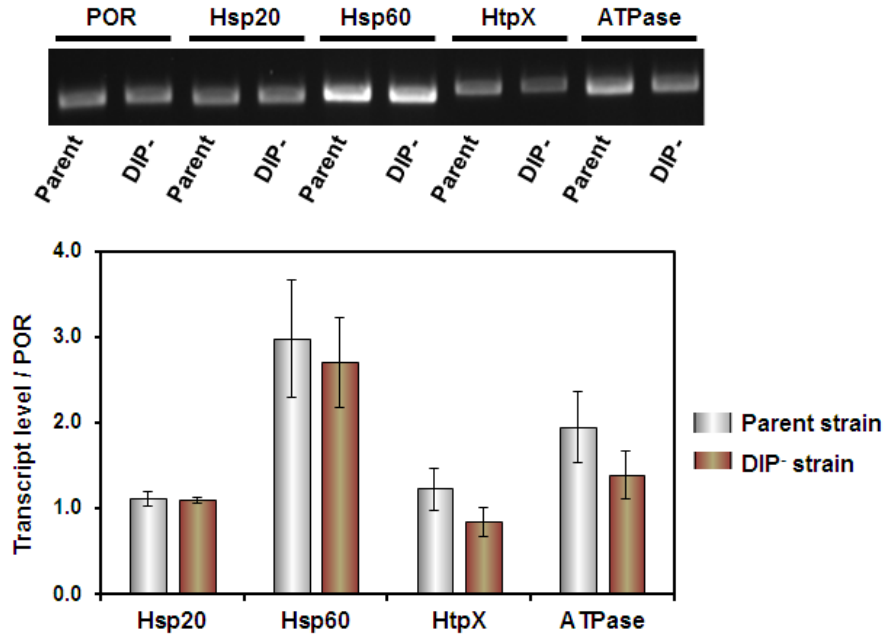 POR Hsp20 Hsp60 HtpX ATPase
Parent DIP- Parent DIP- Parent DIP- Parent DIP- Parent DIP-
4.0
3.0
2.0
1.0
0.0
Transcript level / POR
Hsp20 Hsp60 HtpX ATPase
Parent strain
DIP- strain